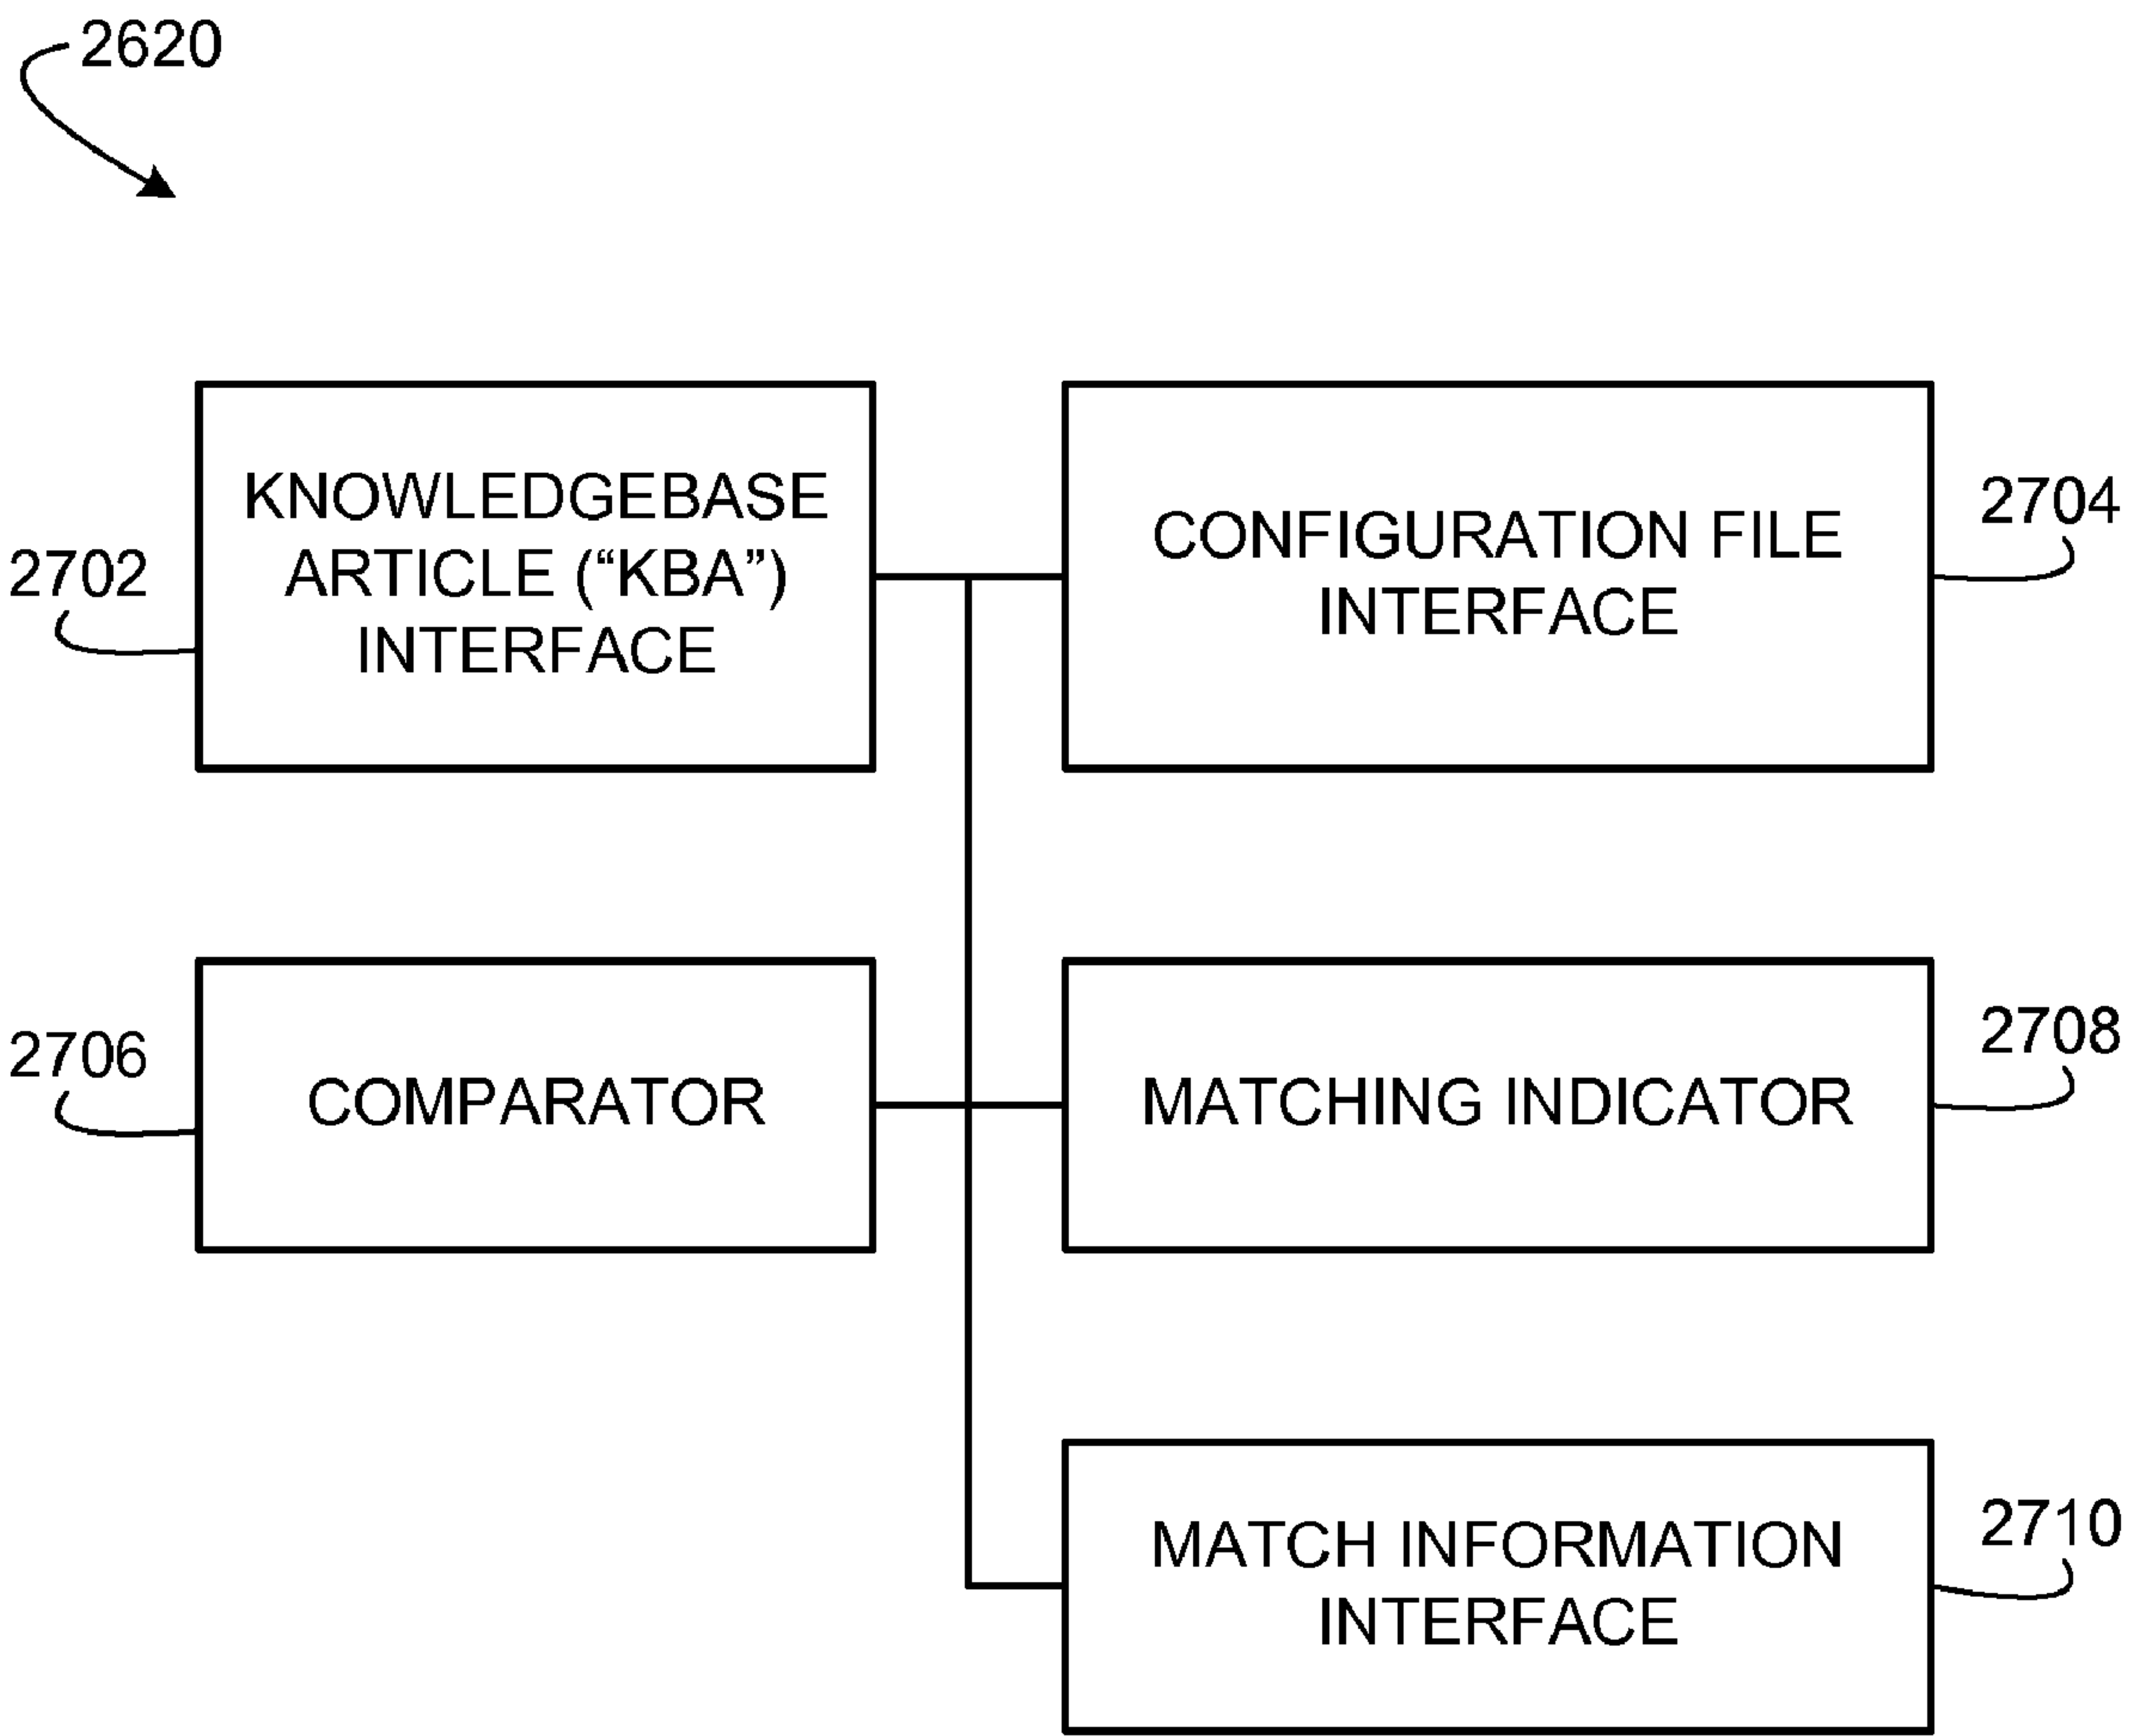 2620
KNOWLEDGEBASE
ARTICLE (“KBA”)
INTERFACE
2702
CONFIGURATION FILE
INTERFACE
2704
COMPARATOR
2706
MATCHING INDICATOR
2708
MATCH INFORMATION
INTERFACE
2710